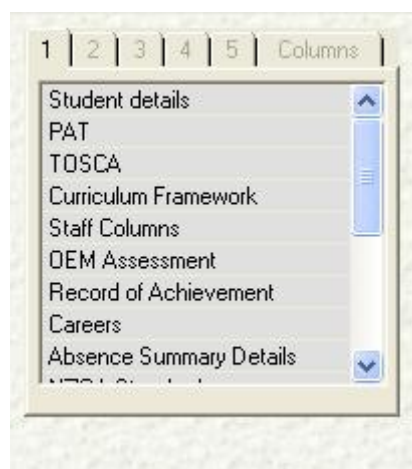 1 2 3 4 5 Columns
Student details
PAT
TOSCA
Curriculum Framework
Staff Columns
OEM Assessment
Record of Achievement
Careers
Absence Summary Details